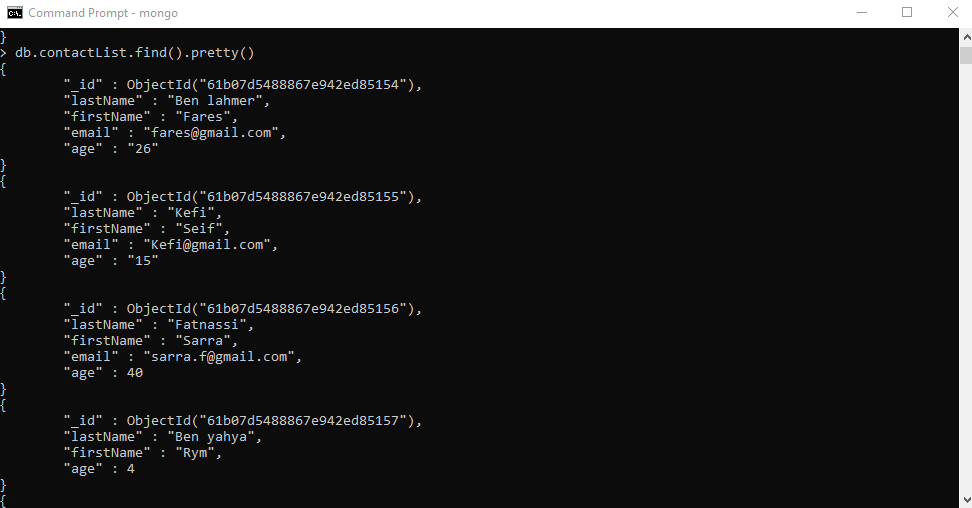 Command Prompt - mongo
}
> db.contactList.find().pretty()
{
        "_id" : ObjectId("61b07d5488867e942ed85154"),
        "lastName" : "Ben lahmer",
        "firstName" : "Fares",
        "email" : "fares@gmail.com",
        "age" : "26"
}
{
        "_id" : ObjectId("61b07d5488867e942ed85155"),
        "lastName" : "Kefi",
        "firstName" : "Seif",
        "email" : "Kefi@gmail.com",
        "age" : "15"
}
{
        "_id" : ObjectId("61b07d5488867e942ed85156"),
        "lastName" : "Fatnassi",
        "firstName" : "Sarra",
        "email" : "sarra.f@gmail.com",
        "age" : 40
}
{
        "_id" : ObjectId("61b07d5488867e942ed85157"),
        "lastName" : "Ben yahya",
        "firstName" : "Rym",
        "age" : 4
}
{